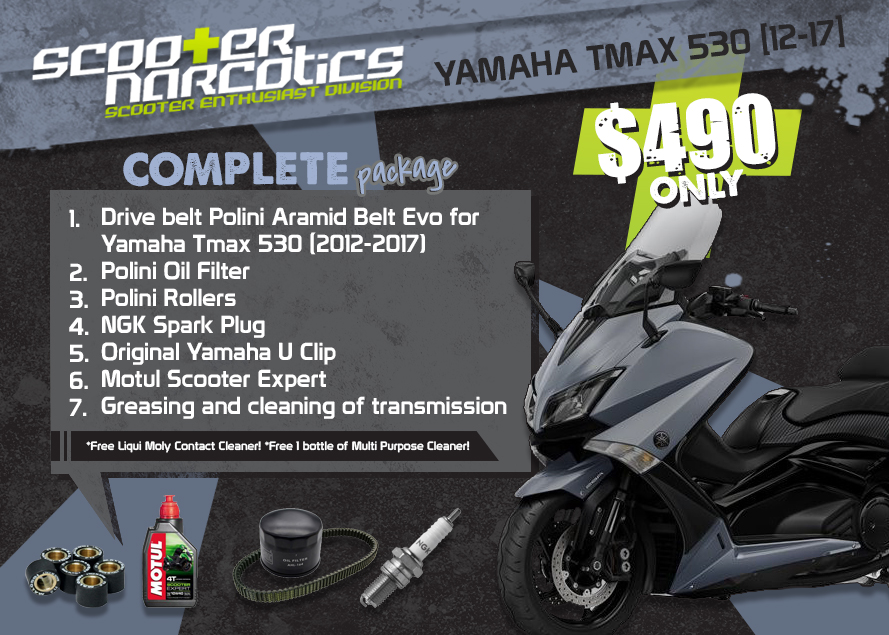 SCOOTER
NARCOTICS
SCOOTER ENTHUSIAST DIVISION
YAMAHA TMAX 530 [12-17]
$490
ONLY
COMPLETE package
1. Drive belt Polini Aramid Belt Evo for
Yamaha Tmax 530 (2012-2017)
2. Polini Oil Filter
3. Polini Rollers
4. NGK Spark Plug
5. Original Yamaha U Clip
6. Motul Scooter Expert
7. Greasing and cleaning of transmission
*Free Liqui Moly Contact Cleaner! *Free 1 bottle of Multi Purpose Cleaner!
MOTUL
4T
SCOOTER
EXPERT
OIL FILTER
NGK